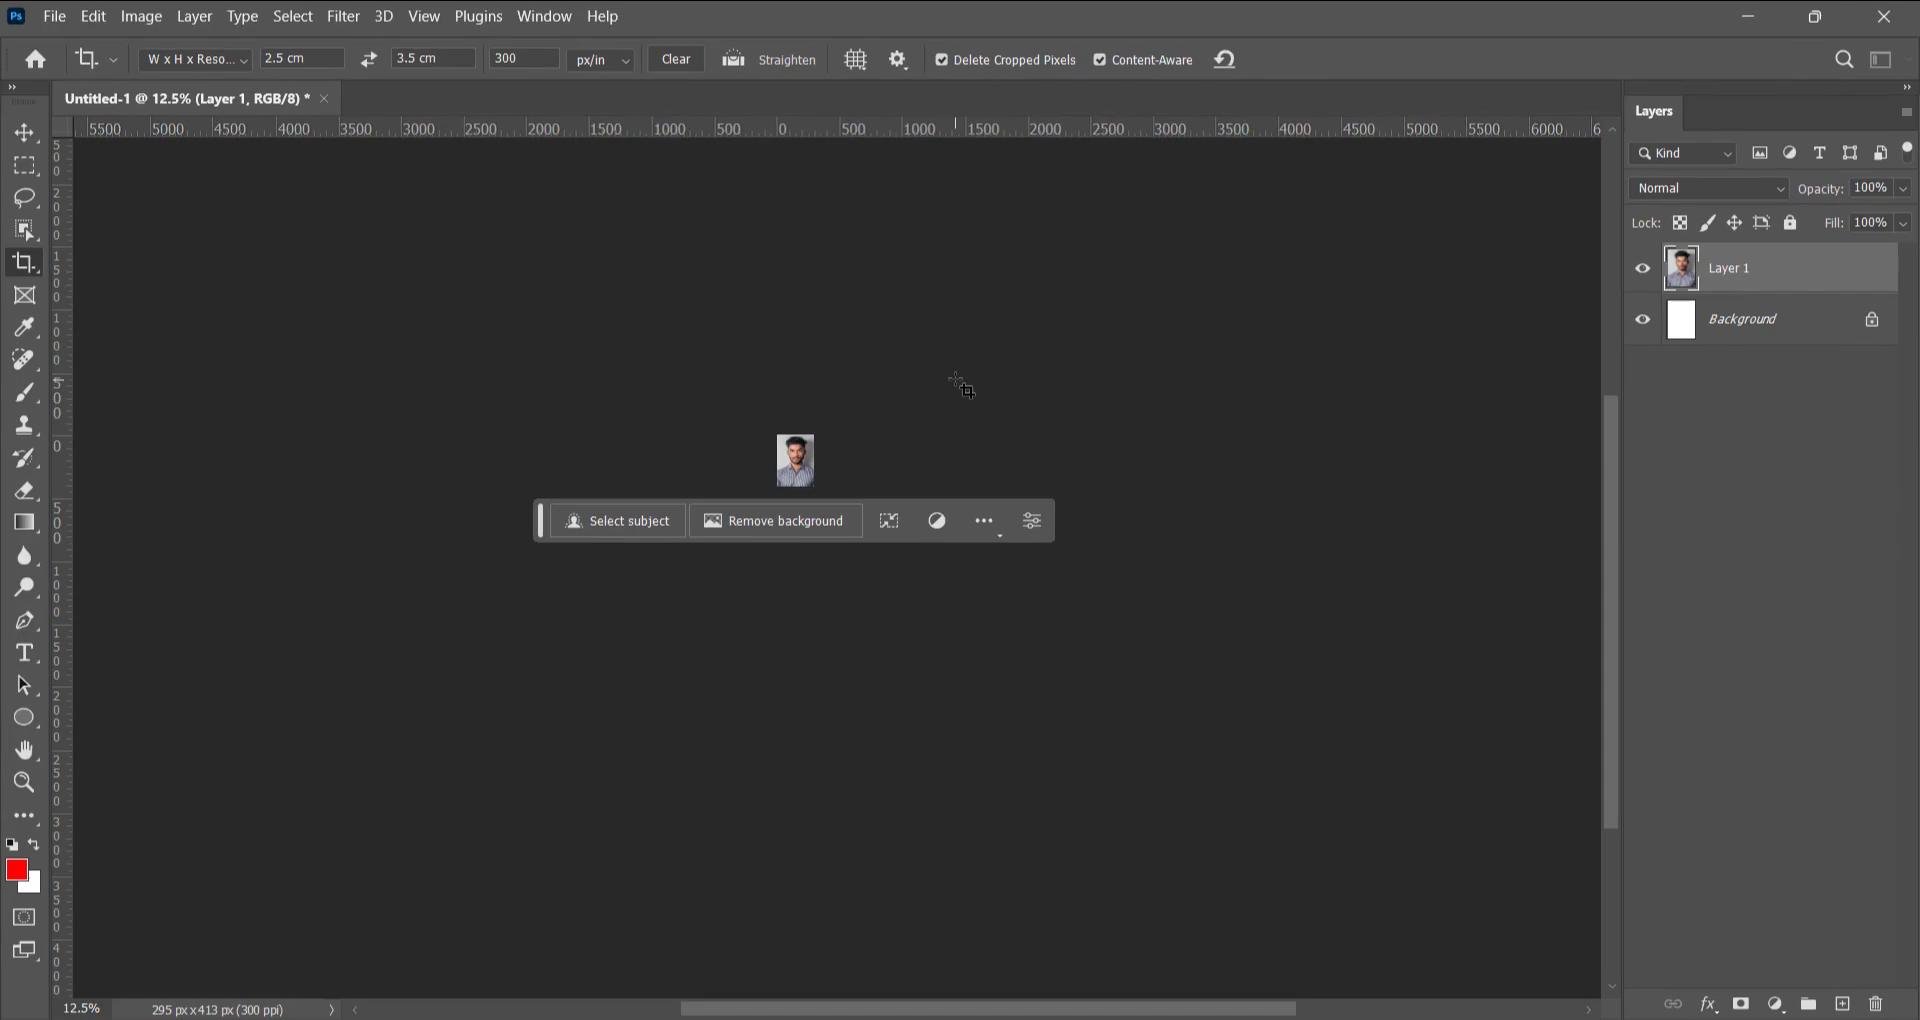 Ps File Edit Image Layer Type Select Filter 3D View Plugins Window Help
W x H x Reso... 2.5 cm 3.5 cm 300 px/in Clear Straighten Delete Cropped Pixels Content-Aware
Untitled-1 @ 12.5% (Layer 1, RGB/8) *
5500 5000 4500 4000 3500 3000 2500 2000 1500 1000 500 0 500 1000 1500 2000 2500 3000 3500 4000 4500 5000 5500 6000 6
Layers
Kind
Normal Opacity: 100%
Lock: Fill: 100%
Layer 1
Background
Select subject Remove background
12.5% 295 px x 413 px (300 ppi)